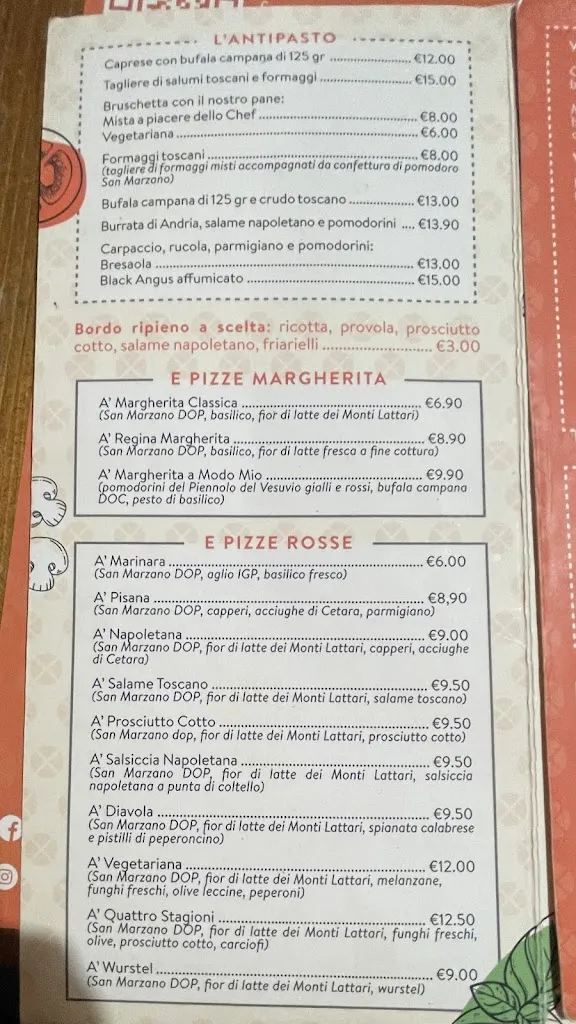 L'ANTIPASTO
Caprese con bufala campana di 125 gr .................... €12.00
Tagliere di salumi toscani e formaggi .................... €15.00
Bruschetta con il nostro pane:
Mista a piacere dello Chef .................... €8.00
Vegetariana .................... €6.00
Formaggi toscani .................... €8.00
(tagliere di formaggi misti accompagnati da confettura di pomodoro
San Marzano)
Bufala campana di 125 gr e crudo toscano .................... €13.00
Burrata di Andria, salame napoletano e pomodorini .... €13.90
Carpaccio, rucola, parmigiano e pomodorini:
Bresaola .................... €13.00
Black Angus affumicato .................... €15.00
Bordo ripieno a scelta: ricotta, provola, prosciutto
cotto, salame napoletano, friarielli .................... €3.00
E PIZZE MARGHERITA
A' Margherita Classica .................... €6.90
(San Marzano DOP, basilico, fior di latte dei Monti Lattari)
A' Regina Margherita .................... €8.90
(San Marzano DOP, basilico, fior di latte fresca a fine cottura)
A' Margherita a Modo Mio .................... €9.90
(pomodorini del Piennolo del Vesuvio gialli e rossi, bufala campana
DOC, pesto di basilico)
E PIZZE ROSSE
A' Marinara .................... €6.00
(San Marzano DOP, aglio IGP, basilico fresco)
A' Pisana .................... €8,90
(San Marzano DOP, capperi, acciughe di Cetara, parmigiano)
A' Napoletana .................... €9.00
(San Marzano DOP, fior di latte dei Monti Lattari, capperi, acciughe
di Cetara)
A' Salame Toscano .................... €9.50
(San Marzano DOP, fior di latte dei Monti Lattari, salame toscano)
A' Prosciutto Cotto .................... €9.50
(San Marzano dop, fior di latte dei Monti Lattari, prosciutto cotto)
A' Salsiccia Napoletana .................... €9.50
(San Marzano DOP, fior di latte dei Monti Lattari, salsiccia
napoletana a punta di coltello)
A' Diavola .................... €9.50
(San Marzano DOP, fior di latte dei Monti Lattari, spianata calabrese
e pistilli di peperoncino)
A' Vegetariana .................... €12.00
(San Marzano DOP, fior di latte dei Monti Lattari, melanzane,
funghi freschi, olive leccine, peperoni)
A' Quattro Stagioni .................... €12.50
(San Marzano DOP, fior di latte dei Monti Lattari, funghi freschi,
olive, prosciutto cotto, carciofi)
A' Wurstel .................... €9.00
(San Marzano DOP, fior di latte dei Monti Lattari, wurstel)